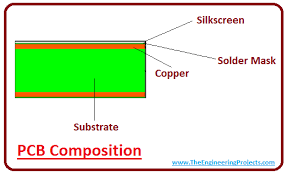 Silkscreen
Solder Mask
Copper
Substrate
PCB Composition
www.TheEngineeringProjects.com